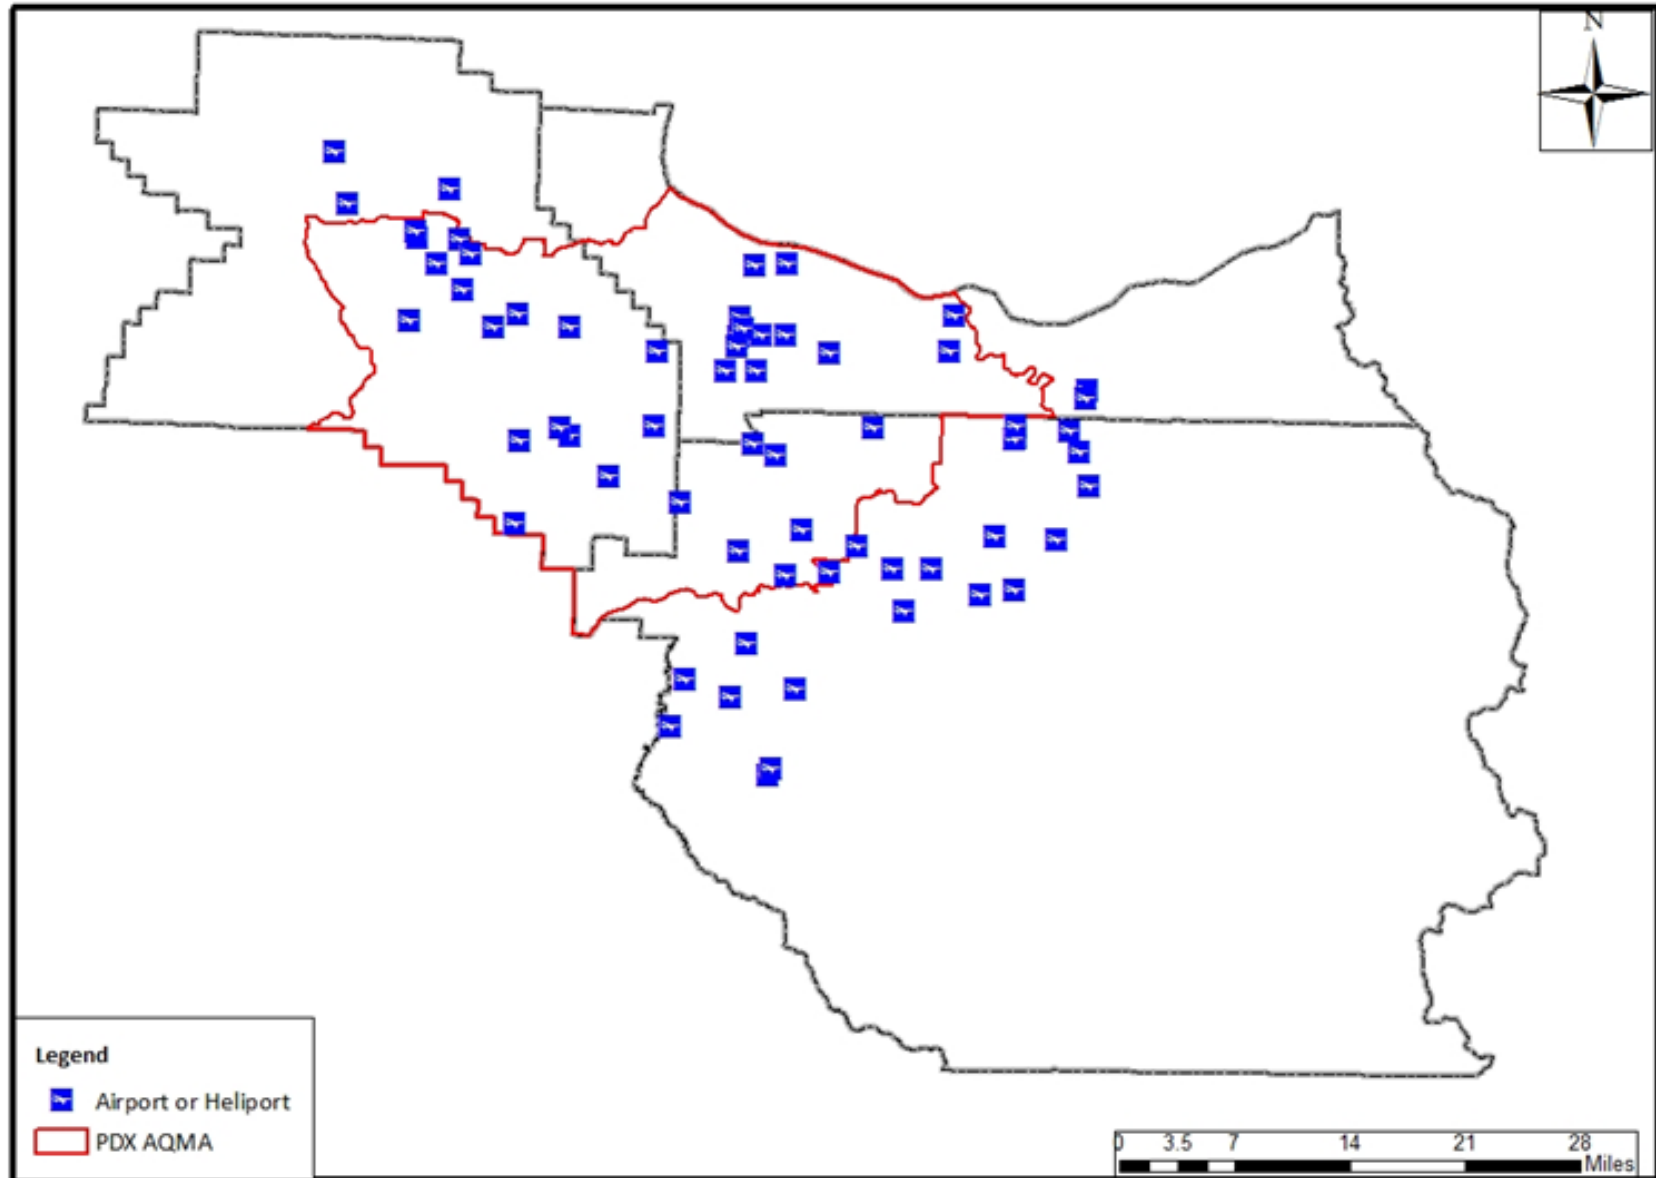 N
Legend
Airport or Heliport
PDX AQMA
0 3.5 7 14 21 28
Miles